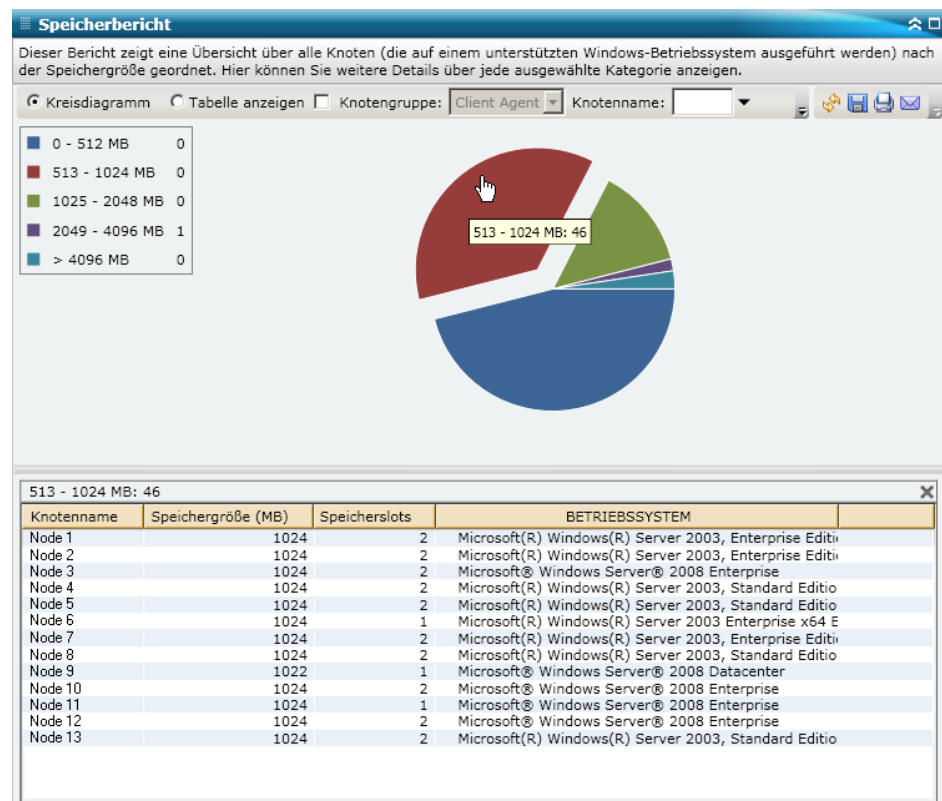 Speicherbericht
Dieser Bericht zeigt eine Übersicht über alle Knoten (die auf einem unterstützten Windows-Betriebssystem ausgeführt werden) nach
der Speichergröße geordnet. Hier können Sie weitere Details über jede ausgewählte Kategorie anzeigen.
Kreisdiagramm Tabelle anzeigen Knotengruppe: Client Agent Knotenname:
0 - 512 MB 0
513 - 1024 MB 0
1025 - 2048 MB 0
2049 - 4096 MB 1
> 4096 MB 0
513 - 1024 MB: 46
513 - 1024 MB: 46
Knotenname Speichergröße (MB) Speicherslots BETRIEBSSYSTEM
Node 1 1024 2 Microsoft(R) Windows(R) Server 2003, Enterprise Editi
Node 2 1024 2 Microsoft(R) Windows(R) Server 2003, Enterprise Editi
Node 3 1024 2 Microsoft® Windows Server® 2008 Enterprise
Node 4 1024 2 Microsoft(R) Windows(R) Server 2003, Standard Editio
Node 5 1024 2 Microsoft(R) Windows(R) Server 2003, Standard Editio
Node 6 1024 1 Microsoft(R) Windows(R) Server 2003 Enterprise x64 E
Node 7 1024 2 Microsoft(R) Windows(R) Server 2003, Enterprise Editi
Node 8 1024 2 Microsoft(R) Windows(R) Server 2003, Standard Editio
Node 9 1022 1 Microsoft® Windows Server® 2008 Datacenter
Node 10 1024 2 Microsoft® Windows Server® 2008 Enterprise
Node 11 1024 1 Microsoft® Windows Server® 2008 Enterprise
Node 12 1024 2 Microsoft® Windows Server® 2008 Enterprise
Node 13 1024 2 Microsoft(R) Windows(R) Server 2003, Standard Editio